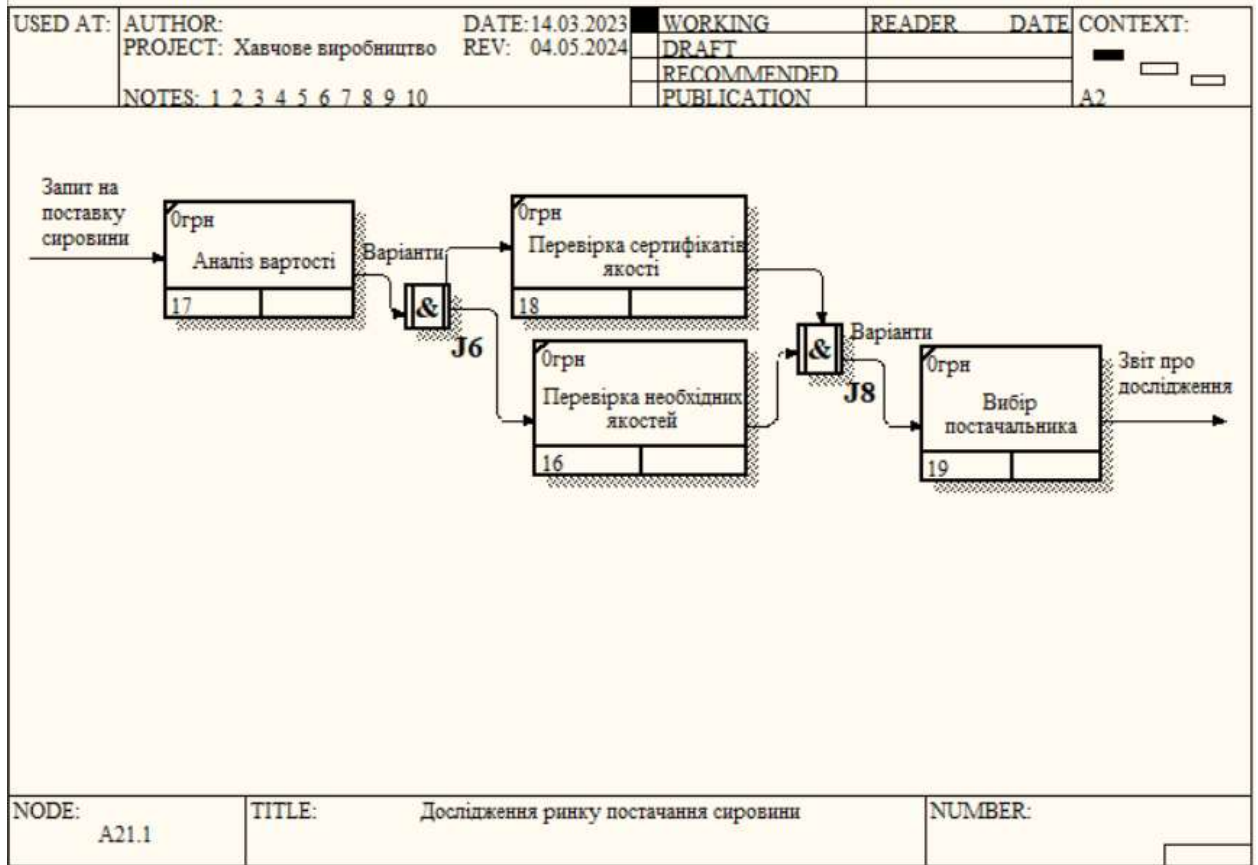 USED AT:
AUTHOR:
DATE: 14.03.2023
PROJECT: Хавчове виробництво
REV: 04.05.2024
NOTES: 1 2 3 4 5 6 7 8 9 10
WORKING
DRAFT
RECOMMENDED
PUBLICATION
READER
DATE
CONTEXT:
A2
Запит на
поставку
сировини
0грн
Аналіз вартості
17
Варіанти
&
J6
0грн
Перевірка сертифікатів
якості
18
0грн
Перевірка необхідних
якостей
16
&
J8
Варіанти
0грн
Вибір
постачальника
19
Звіт про
дослідження
NODE:
A21.1
TITLE:
Дослідження ринку постачання сировини
NUMBER: